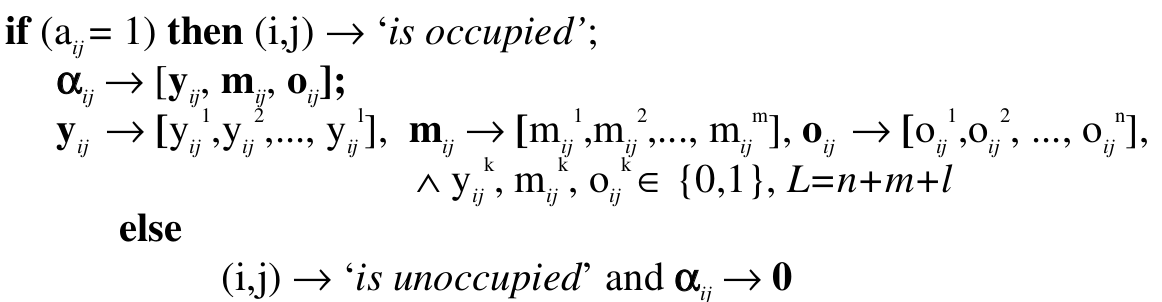 if (a_ij = 1) then (i,j) → ‘is occupied’;
α_ij → [y_ij, m_ij, o_ij];
y_ij → [y_ij^1,y_ij^2,..., y_ij^l], m_ij → [m_ij^1,m_ij^2,..., m_ij^m], o_ij → [o_ij^1,o_ij^2, ..., o_ij^n],
∧ y_ij^k, m_ij^k, o_ij^k ∈ {0,1}, L=n+m+l
else
(i,j) → ‘is unoccupied’ and α_ij → 0